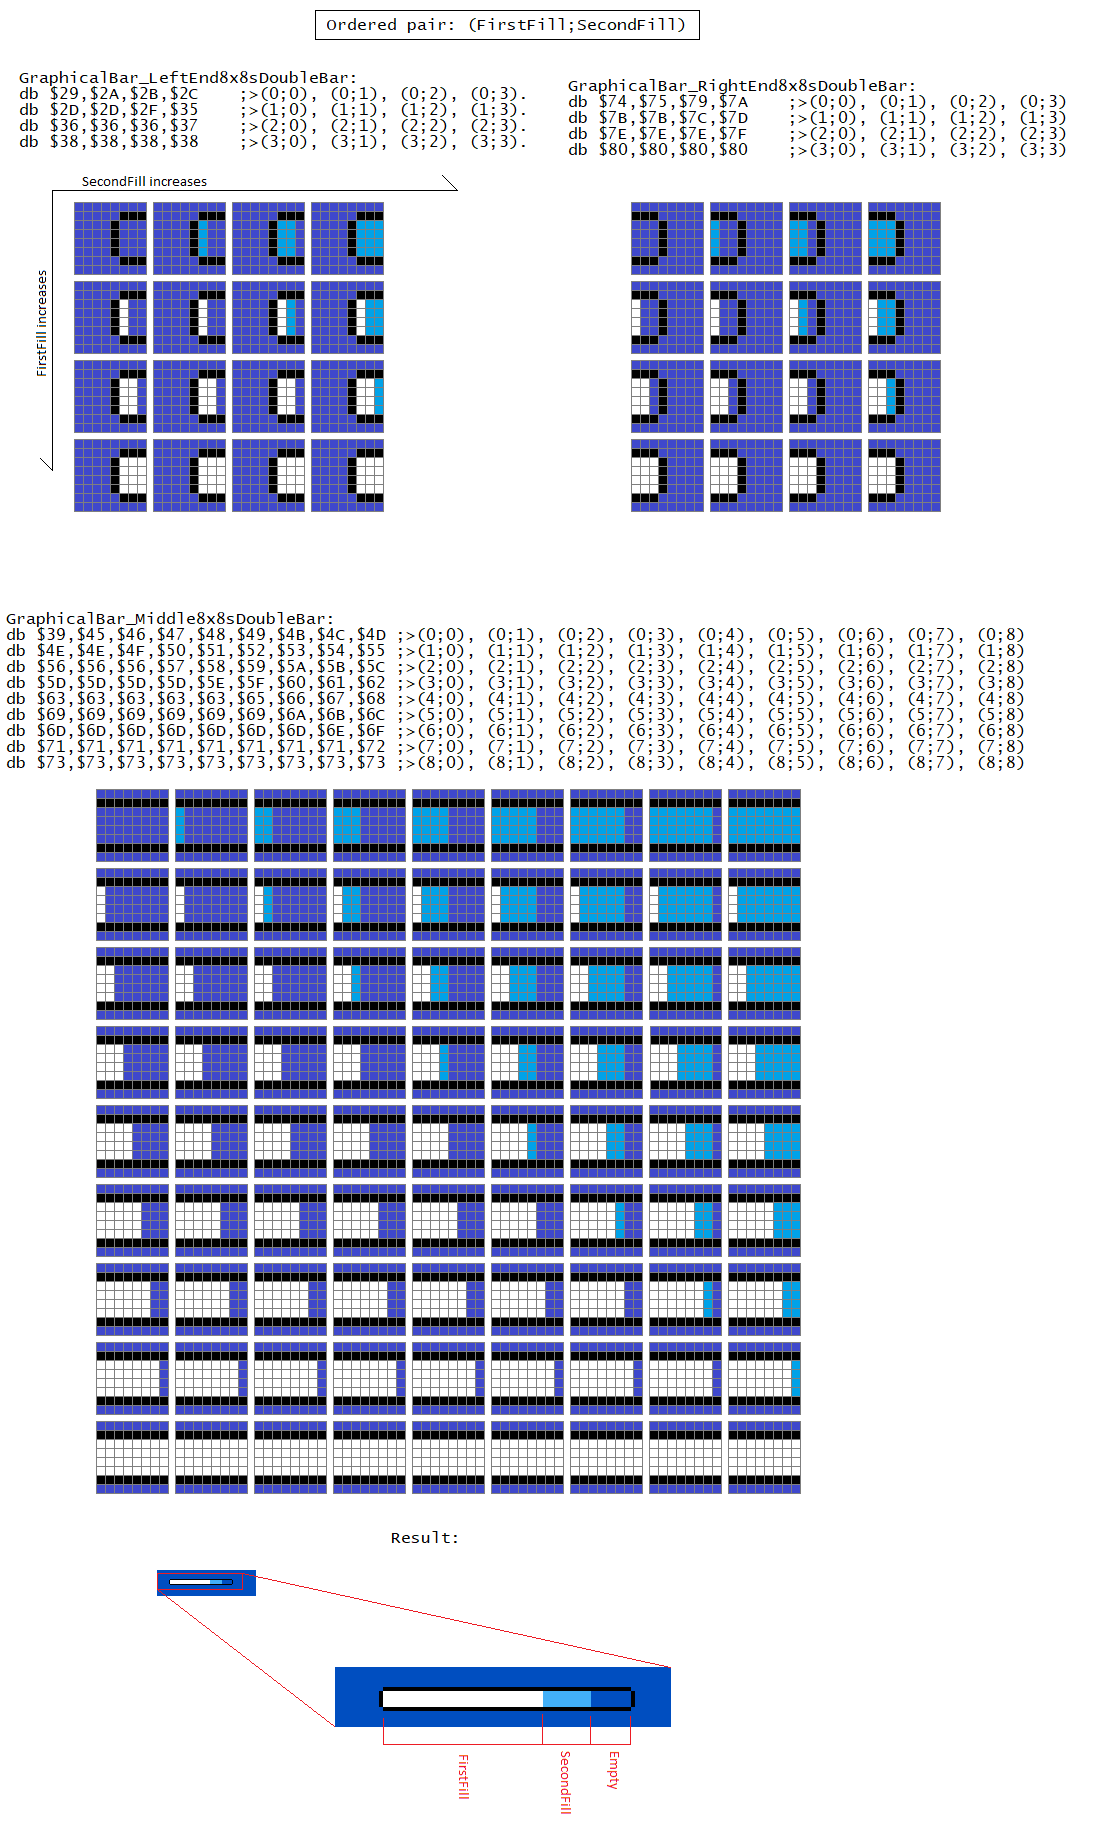 Ordered pair: (FirstFill;SecondFill)
GraphicalBar_LeftEnd8x8sDoubleBar:
db $29,$2A,$2B,$2C    ;>(0;0), (0;1), (0;2), (0;3).
db $2D,$2D,$2F,$35    ;>(1;0), (1;1), (1;2), (1;3).
db $36,$36,$36,$37    ;>(2;0), (2;1), (2;2), (2;3).
db $38,$38,$38,$38    ;>(3;0), (3;1), (3;2), (3;3).
GraphicalBar_RightEnd8x8sDoubleBar:
db $74,$75,$79,$7A    ;>(0;0), (0;1), (0;2), (0;3)
db $7B,$7B,$7C,$7D    ;>(1;0), (1;1), (1;2), (1;3)
db $7E,$7E,$7E,$7F    ;>(2;0), (2;1), (2;2), (2;3)
db $80,$80,$80,$80    ;>(3;0), (3;1), (3;2), (3;3)
SecondFill increases
FirstFill increases
GraphicalBar_Middle8x8sDoubleBar:
db $39,$45,$46,$47,$48,$49,$4B,$4C,$4D ;>(0;0), (0;1), (0;2), (0;3), (0;4), (0;5), (0;6), (0;7), (0;8)
db $4E,$4E,$4F,$50,$51,$52,$53,$54,$55 ;>(1;0), (1;1), (1;2), (1;3), (1;4), (1;5), (1;6), (1;7), (1;8)
db $56,$56,$56,$57,$58,$59,$5A,$5B,$5C ;>(2;0), (2;1), (2;2), (2;3), (2;4), (2;5), (2;6), (2;7), (2;8)
db $5D,$5D,$5D,$5D,$5E,$5F,$60,$61,$62 ;>(3;0), (3;1), (3;2), (3;3), (3;4), (3;5), (3;6), (3;7), (3;8)
db $63,$63,$63,$63,$63,$65,$66,$67,$68 ;>(4;0), (4;1), (4;2), (4;3), (4;4), (4;5), (4;6), (4;7), (4;8)
db $69,$69,$69,$69,$69,$69,$6A,$6B,$6C ;>(5;0), (5;1), (5;2), (5;3), (5;4), (5;5), (5;6), (5;7), (5;8)
db $6D,$6D,$6D,$6D,$6D,$6D,$6D,$6E,$6F ;>(6;0), (6;1), (6;2), (6;3), (6;4), (6;5), (6;6), (6;7), (6;8)
db $71,$71,$71,$71,$71,$71,$71,$71,$72 ;>(7;0), (7;1), (7;2), (7;3), (7;4), (7;5), (7;6), (7;7), (7;8)
db $73,$73,$73,$73,$73,$73,$73,$73,$73 ;>(8;0), (8;1), (8;2), (8;3), (8;4), (8;5), (8;6), (8;7), (8;8)
Result:
FirstFill
SecondFill
Empty